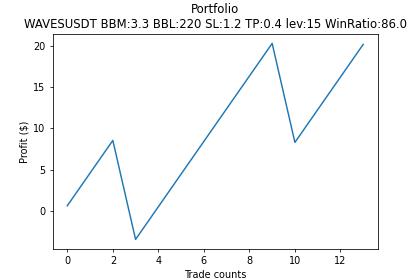 Portfolio
WAVESUSDT BBM:3.3 BBL:220 SL:1.2 TP:0.4 lev:15 WinRatio:86.0
20
15
10
5
0
Profit ($)
0 2 4 6 8 10 12
Trade counts